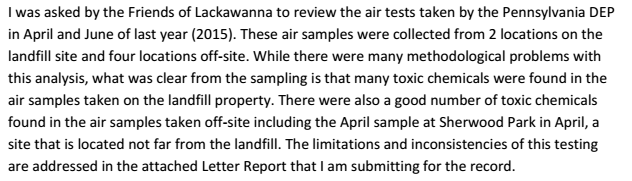 I was asked by the Friends of Lackawanna to review the air tests taken by the Pennsylvania DEP
in April and June of last year (2015). These air samples were collected from 2 locations on the
landfill site and four locations off-site. While there were many methodological problems with
this analysis, what was clear from the sampling is that many toxic chemicals were found in the
air samples taken on the landfill property. There were also a good number of toxic chemicals
found in the air samples taken off-site including the April sample at Sherwood Park in April, a
site that is located not far from the landfill. The limitations and inconsistencies of this testing
are addressed in the attached Letter Report that I am submitting for the record.